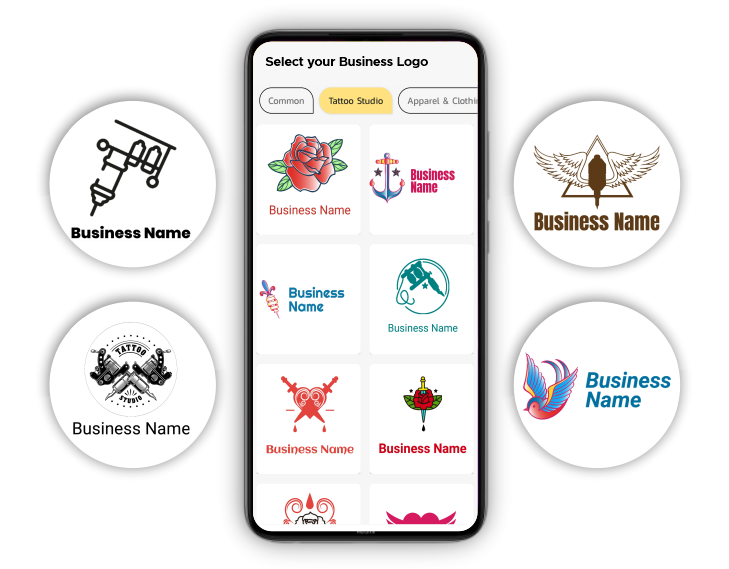 Select your Business Logo
Common
Tattoo Studio
Apparel & Clothin
Business Name
Business
Name
Business
Name
Business Name
Business Name
Business Name
Business Name
TATTOO
STUDIO
Business Name
Business Name
Business
Name